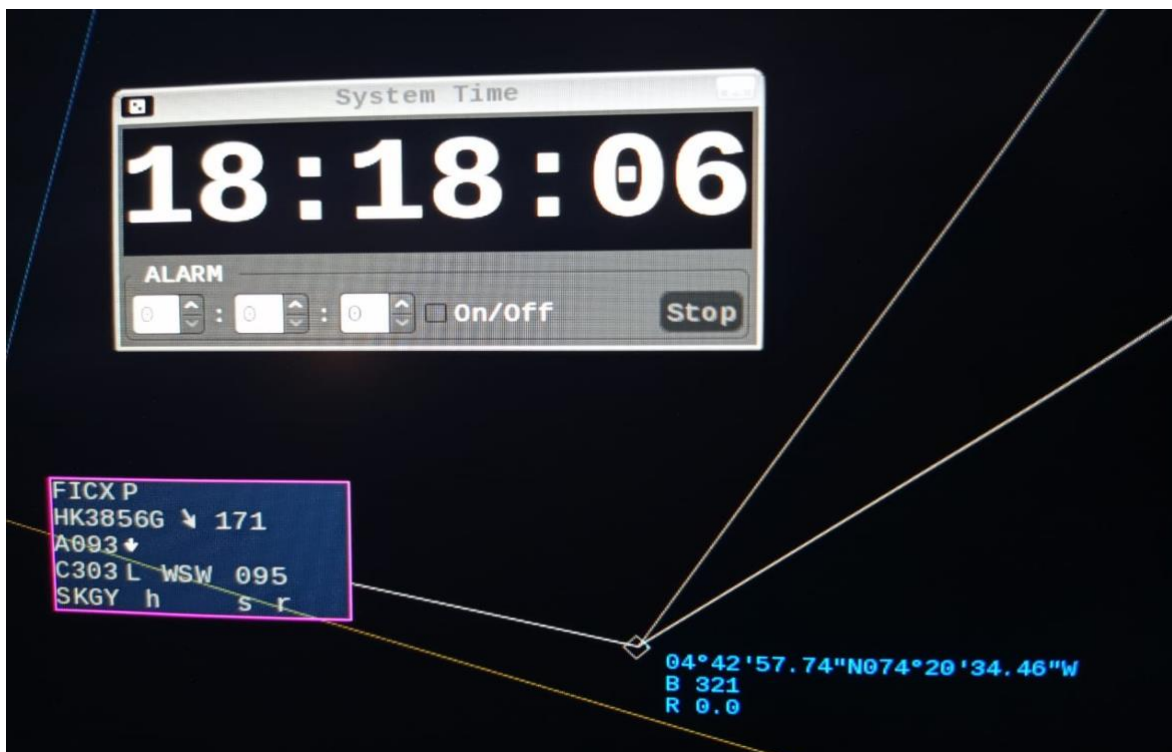 System Time
18:18:06
ALARM
0 : 0 : 0 On/Off Stop
FICX P
HK3856G 171
A093
C303 L WSW 095
SKGY h s r
04°42'57.74"N074°20'34.46"W
B 321
R 0.0